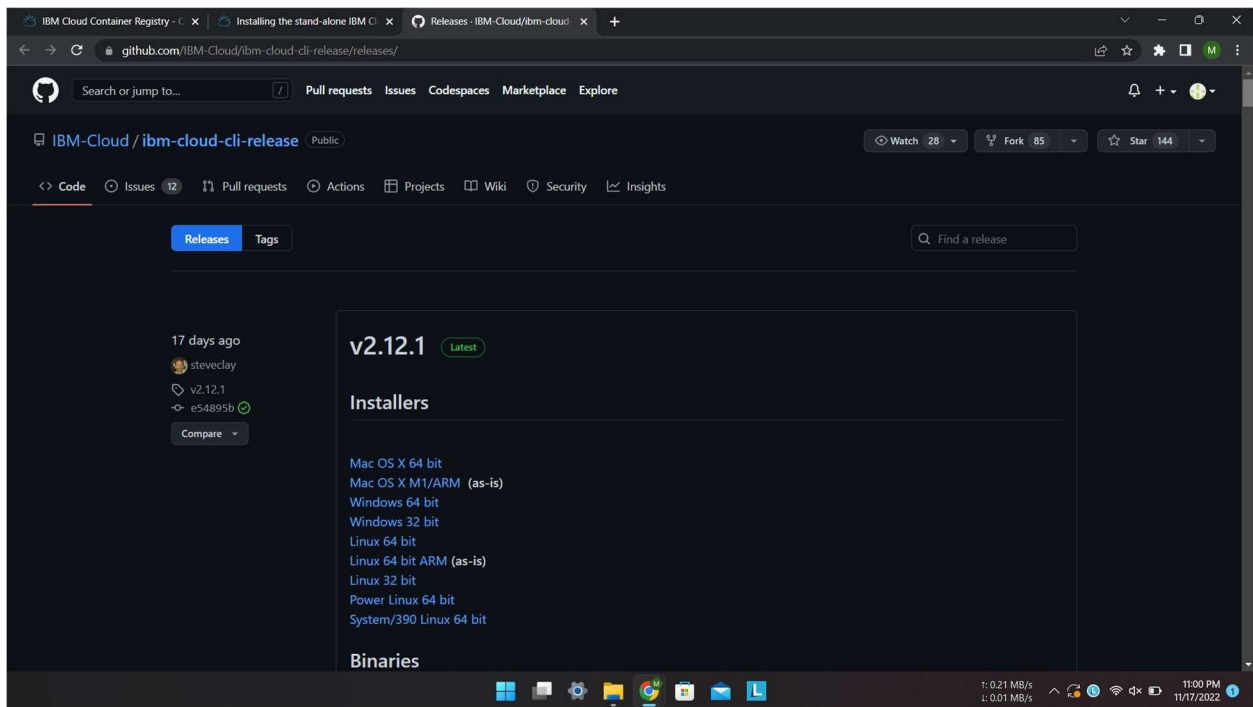 IBM Cloud Container Registry - C
Installing the stand-alone IBM Cl
Releases · IBM-Cloud/ibm-cloud-
github.com/IBM-Cloud/ibm-cloud-cli-release/releases/
M
Search or jump to...
/
Pull requests Issues Codespaces Marketplace Explore
IBM-Cloud / ibm-cloud-cli-release Public
Watch 28
Fork 85
Star 144
<> Code Issues 12 Pull requests Actions Projects Wiki Security Insights
Releases Tags
Find a release
17 days ago
steveclay
v2.12.1
e54895b
Compare
v2.12.1 Latest
Installers
Mac OS X 64 bit
Mac OS X M1/ARM (as-is)
Windows 64 bit
Windows 32 bit
Linux 64 bit
Linux 64 bit ARM (as-is)
Linux 32 bit
Power Linux 64 bit
System/390 Linux 64 bit
Binaries
M
L
↑: 0.21 MB/s
↓: 0.01 MB/s
L
11:00 PM
11/17/2022
1